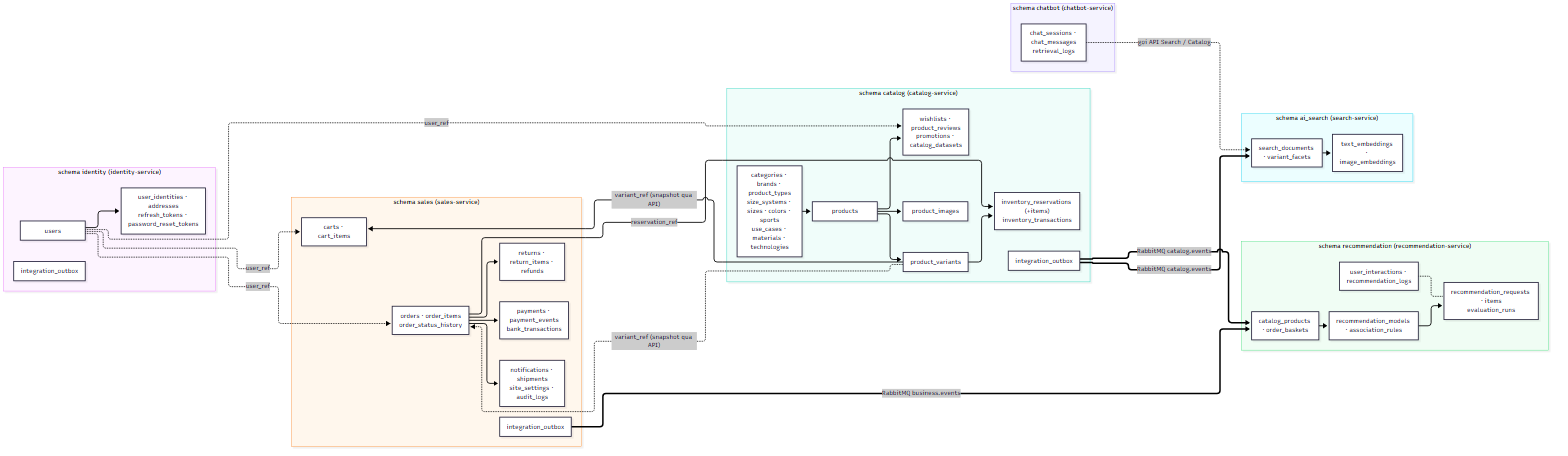 schema chatbot (chatbot-service)
chat_sessions ·
chat_messages
retrieval_logs
gọi API Search / Catalog
schema catalog (catalog-service)
wishlists ·
product_reviews
promotions ·
catalog_datasets
categories ·
brands ·
product_types
size_systems ·
sizes · colors ·
sports
use_cases ·
materials ·
technologies
products
product_images
product_variants
inventory_reservations
(+items)
inventory_transactions
integration_outbox
schema ai_search (search-service)
search_documents
· variant_facets
text_embeddings
·
image_embeddings
schema identity (identity-service)
users
user_identities ·
addresses
refresh_tokens ·
password_reset_tokens
integration_outbox
user_ref
user_ref
user_ref
schema sales (sales-service)
carts ·
cart_items
returns ·
return_items ·
refunds
orders · order_items
order_status_history
payments ·
payment_events
bank_transactions
notifications ·
shipments
site_settings ·
audit_logs
integration_outbox
variant_ref (snapshot qua
API)
reservation_ref
variant_ref (snapshot qua
API)
RabbitMQ catalog.events
RabbitMQ catalog.events
RabbitMQ business.events
schema recommendation (recommendation-service)
user_interactions ·
recommendation_logs
recommendation_requests
· items
evaluation_runs
catalog_products
· order_baskets
recommendation_models
· association_rules